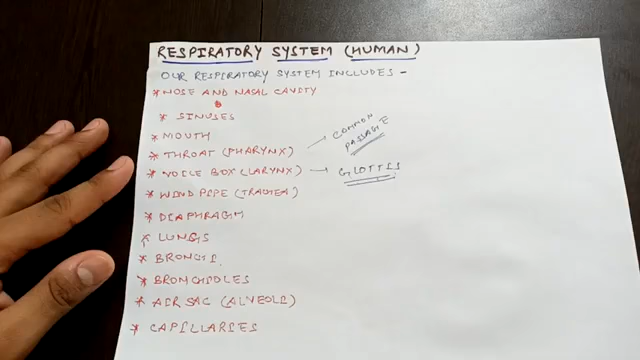 RESPIRATORY SYSTEM (HUMAN)
OUR RESPIRATORY SYSTEM INCLUDES -
* NOSE AND NASAL CAVITY
* SINUSES
* MOUTH
* THROAT (PHARYNX) → COMMON PASSAGE
* VOICE BOX (LARYNX) → GLOTTIS
* WIND PIPE (TRACHEA)
* DIAPHRAGM
* LUNGS
* BRONCHI.
* BRONCHIOLES
* AIR SAC (ALVEOLI)
* CAPILLARIES